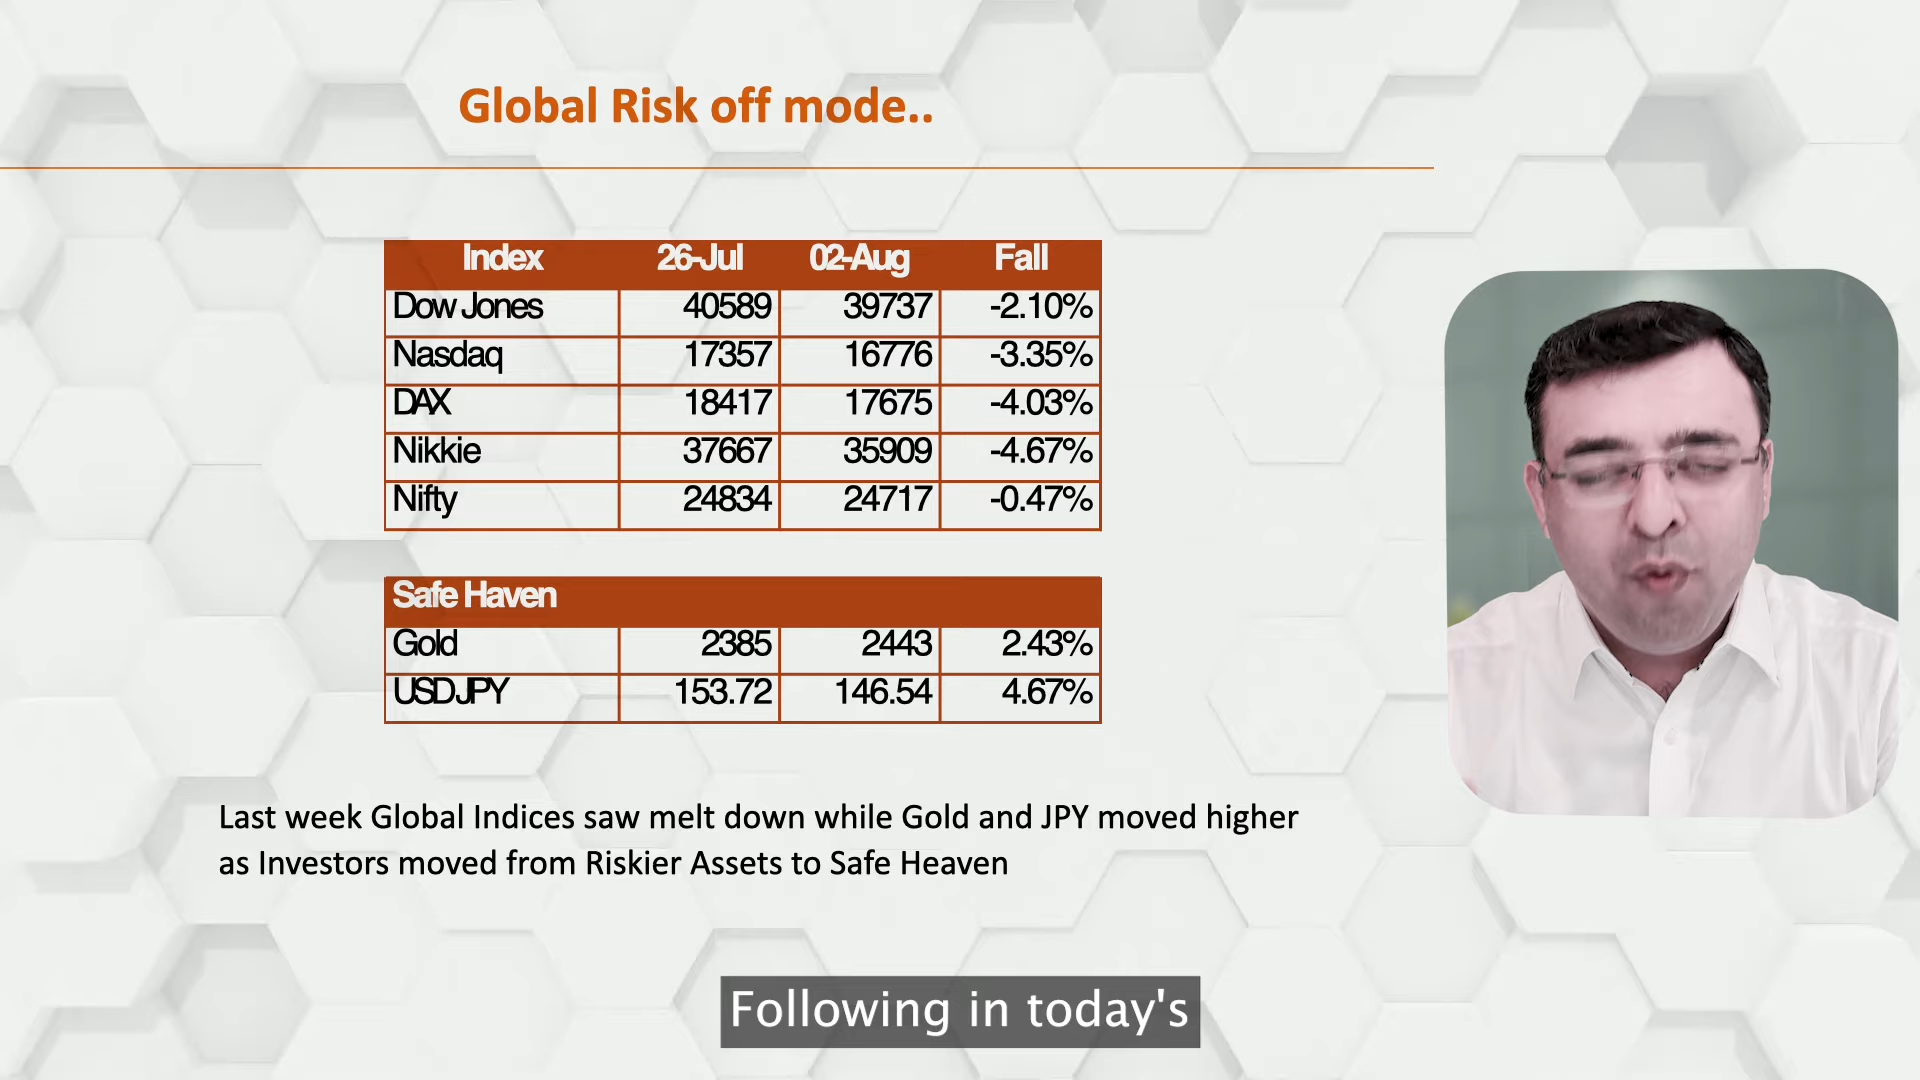 Global Risk off mode..
Index 26-Jul 02-Aug Fall
Dow Jones 40589 39737 -2.10%
Nasdaq 17357 16776 -3.35%
DAX 18417 17675 -4.03%
Nikkie 37667 35909 -4.67%
Nifty 24834 24717 -0.47%
Safe Haven
Gold 2385 2443 2.43%
USDJPY 153.72 146.54 4.67%
Last week Global Indices saw melt down while Gold and JPY moved higher
as Investors moved from Riskier Assets to Safe Heaven
Following in today's